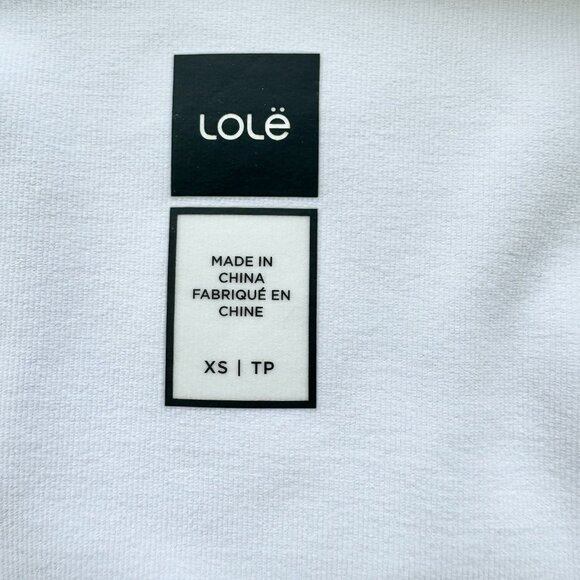 LOLË
MADE IN
CHINA
FABRIQUÉ EN
CHINE
XS | TP